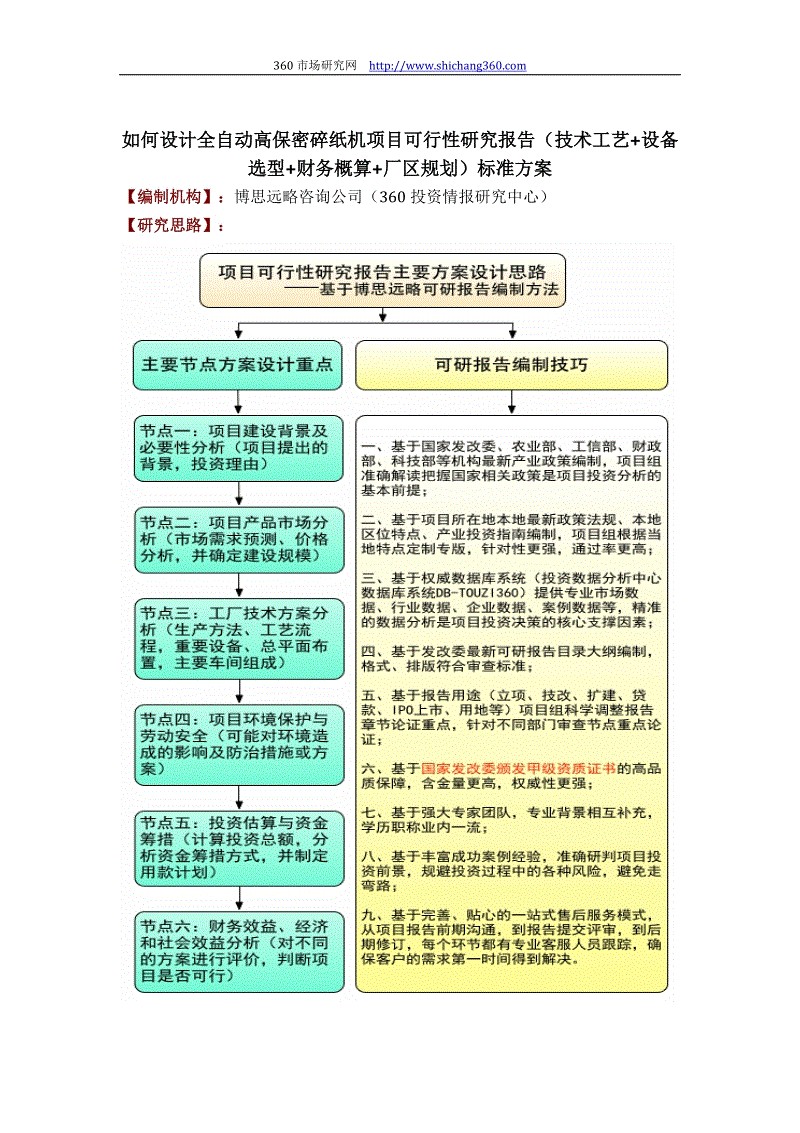 360 市场研究网 http://www.shichang360.com
如何设计全自动高保密碎纸机项目可行性研究报告（技术工艺+设备
选型+财务概算+厂区规划）标准方案
【编制机构】：博思远略咨询公司（360 投资情报研究中心）
【研究思路】：
项目可行性研究报告主要方案设计思路
——基于博思远略可研报告编制方法
主要节点方案设计重点
节点一：项目建设背景及
必要性分析（项目提出的
背景，投资理由）
节点二：项目产品市场分
析（市场需求预测、价格
分析，并确定建设规模）
节点三：工厂技术方案分
析（生产方法、工艺流
程，重要设备、总平面布
置，主要车间组成）
节点四：项目环境保护与
劳动安全（可能对环境造
成的影响及防治措施或方
案）
节点五：投资估算与资金
筹措（计算投资总额，分
析资金筹措方式，并制定
用款计划）
节点六：财务效益、经济
和社会效益分析（对不同
的方案进行评价，判断项
目是否可行）
可研报告编制技巧
一、基于国家发改委、农业部、工信部、财政
部、科技部等机构最新产业政策编制，项目组
准确解读把握国家相关政策是项目投资分析的
基本前提；
二、基于项目所在地本地最新政策法规、本地
区位特点、产业投资指南编制，项目组根据当
地特点定制专版，针对性更强，通过率更高；
三、基于权威数据库系统（投资数据分析中心
数据库系统DB-TOUZI360）提供专业市场数
据、行业数据、企业数据、案例数据等，精准
的数据分析是项目投资决策的核心支撑因素；
四、基于发改委最新可研报告目录大纲编制，
格式、排版符合审查标准；
五、基于报告用途（立项、技改、扩建、贷
款、IPO上市、用地等）项目组科学调整报告
章节论证重点，针对不同部门审查节点重点论
证；
六、基于国家发改委颁发甲级资质证书的高品
质保障，含金量更高，权威性更强；
七、基于强大专家团队，专业背景相互补充，
学历职称业内一流；
八、基于丰富成功案例经验，准确研判项目投
资前景，规避投资过程中的各种风险，避免走
弯路；
九、基于完善、贴心的一站式售后服务模式，
从项目报告前期沟通，到报告提交评审，到后
期修订，每个环节都有专业客服人员跟踪，确
保客户的需求第一时间得到解决。